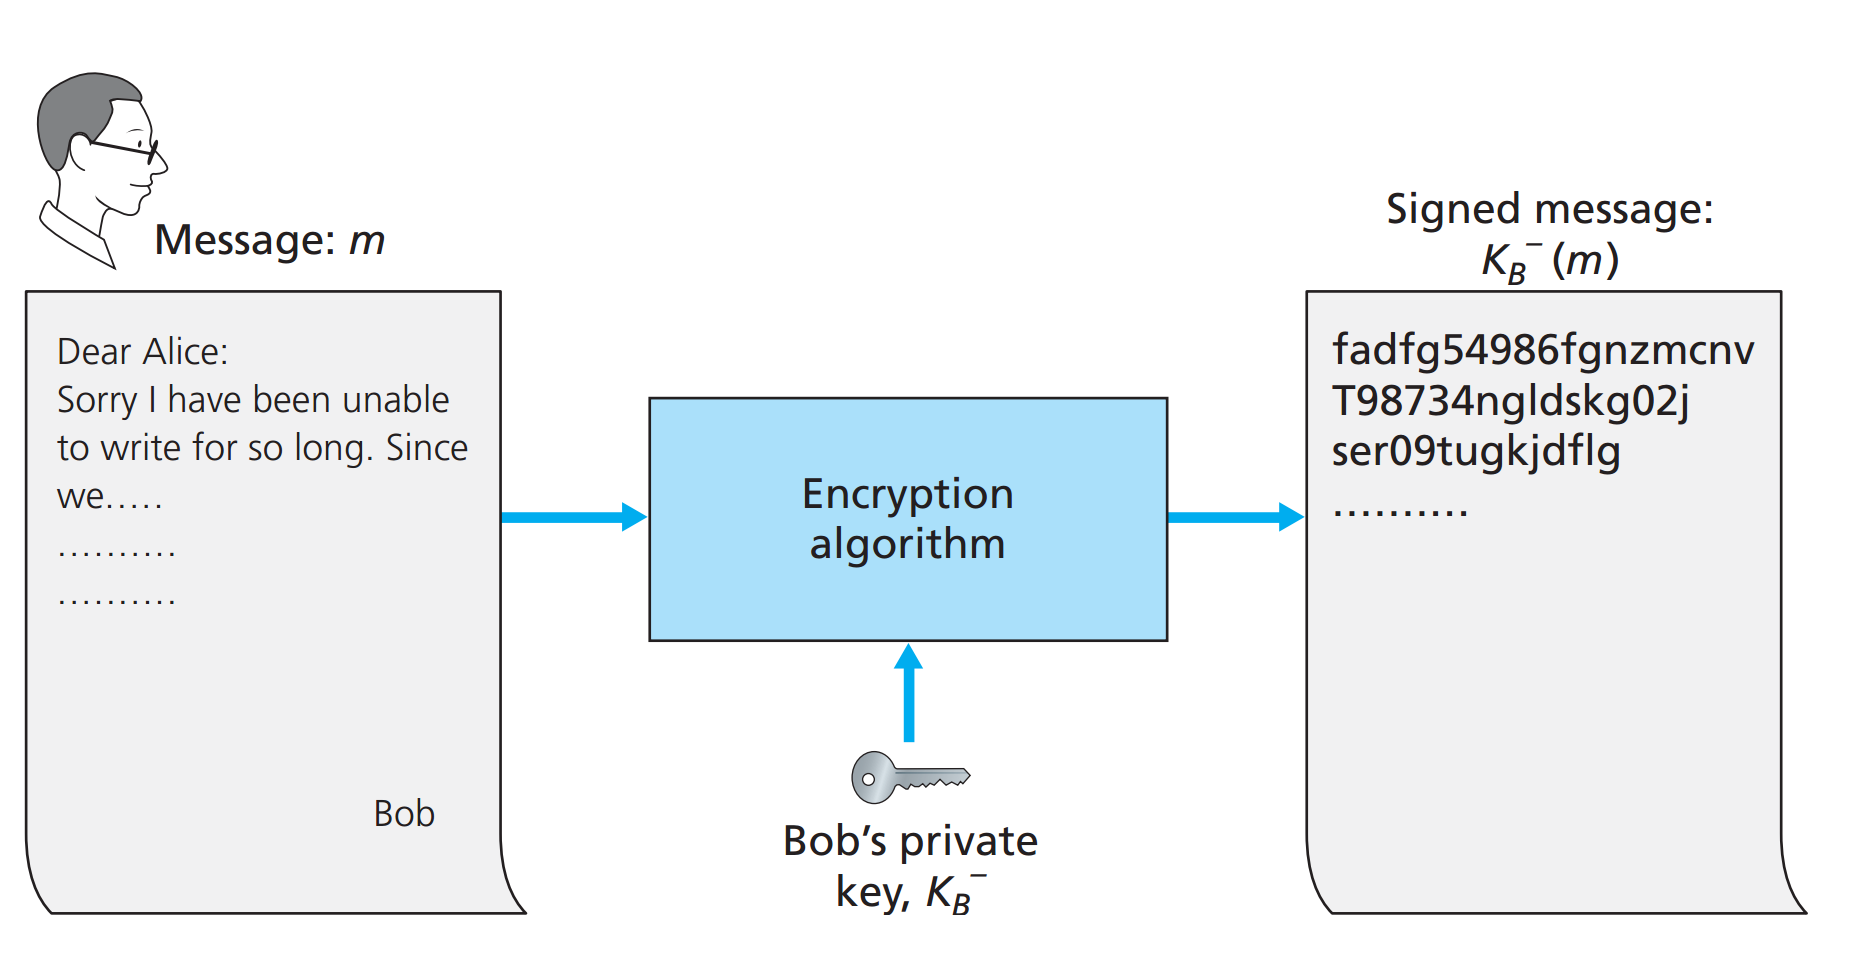 Message: m
Dear Alice:
Sorry I have been unable
to write for so long. Since
we.....
..........
..........
Bob
Encryption
algorithm
Bob’s private
key, K_B^−
Signed message:
K_B^− (m)
fadfg54986fgnzmcnv
T98734ngldskg02j
ser09tugkjdflg
..........